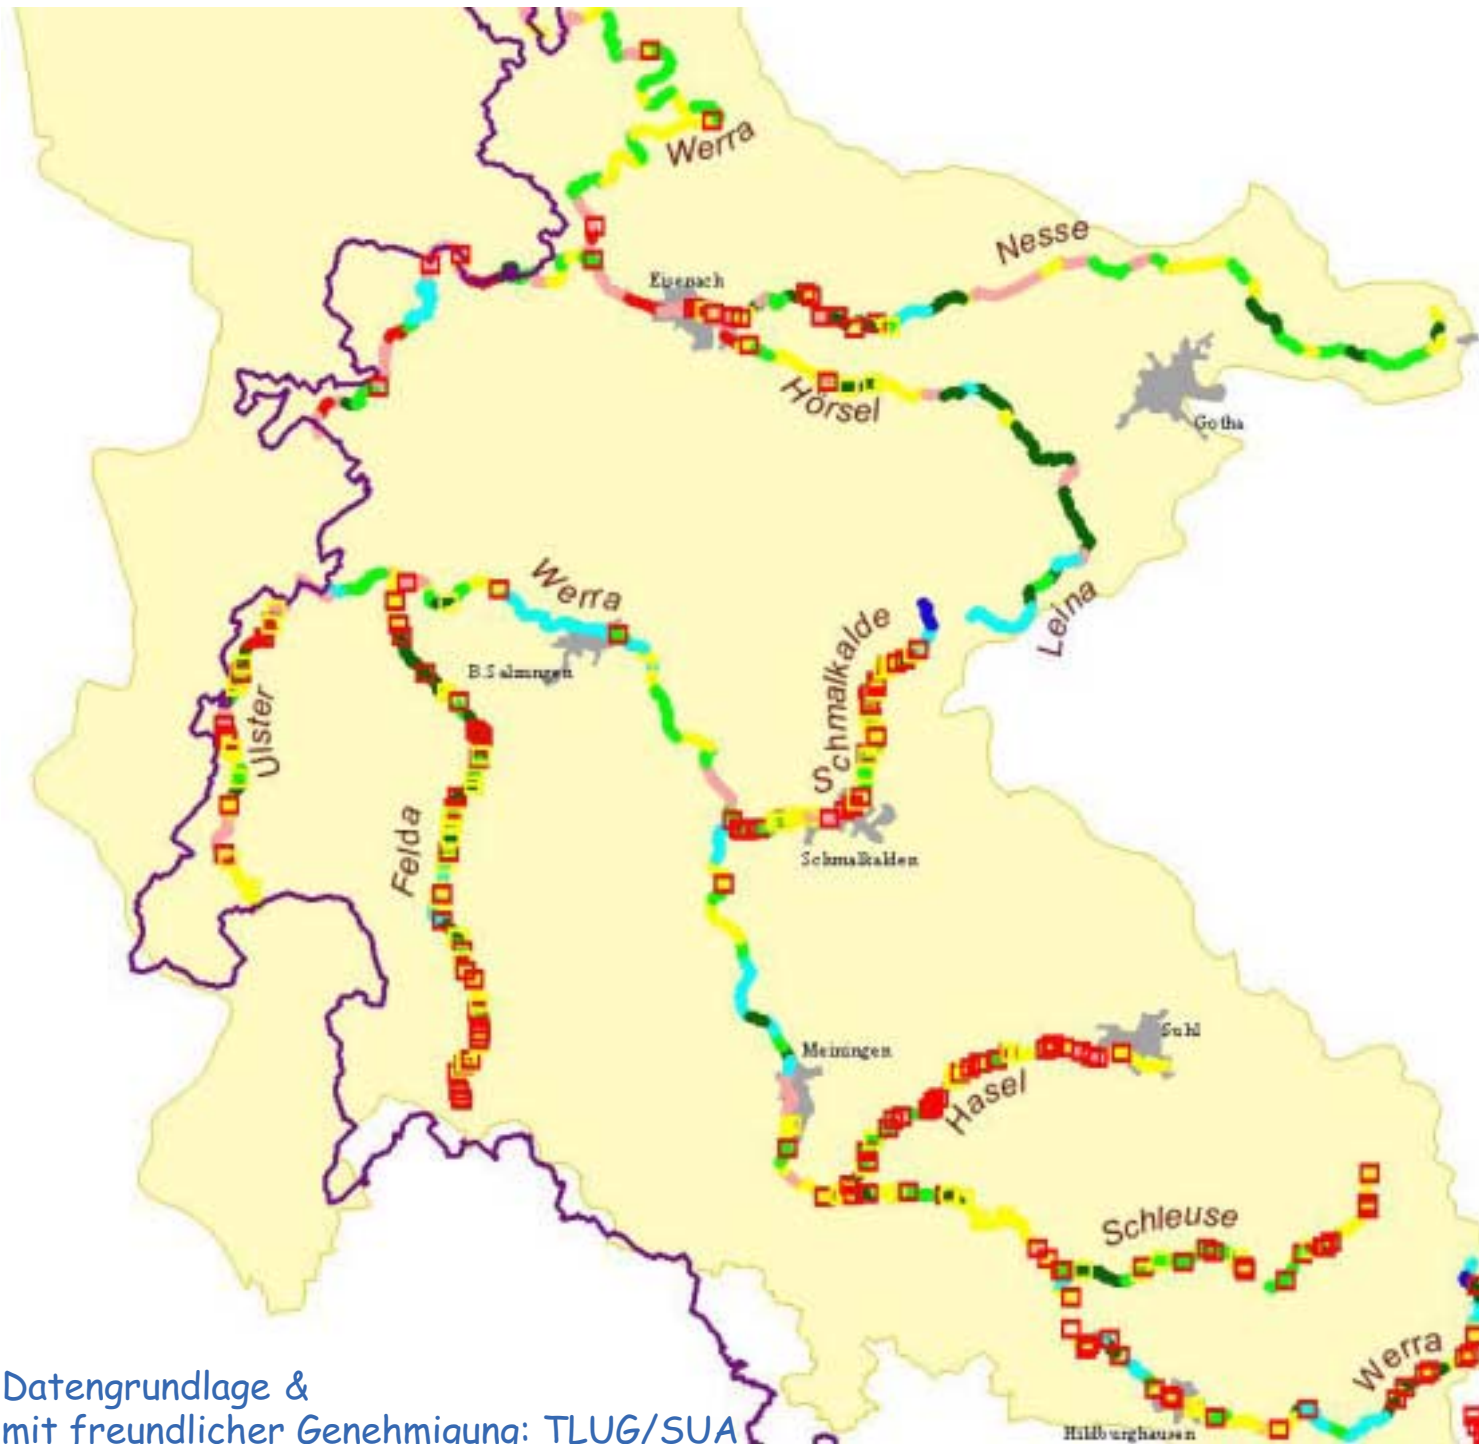 Werra
Nesse
Eisenach
Hörsel
Gotha
Werra
Leina
Schmalkalde
B.Salzungen
Ulster
Felda
Schmalkalden
Meiningen
Suhl
Hasel
Schleuse
Werra
Hildburghausen
Datengrundlage &
mit freundlicher Genehmigung: TLUG/SUA